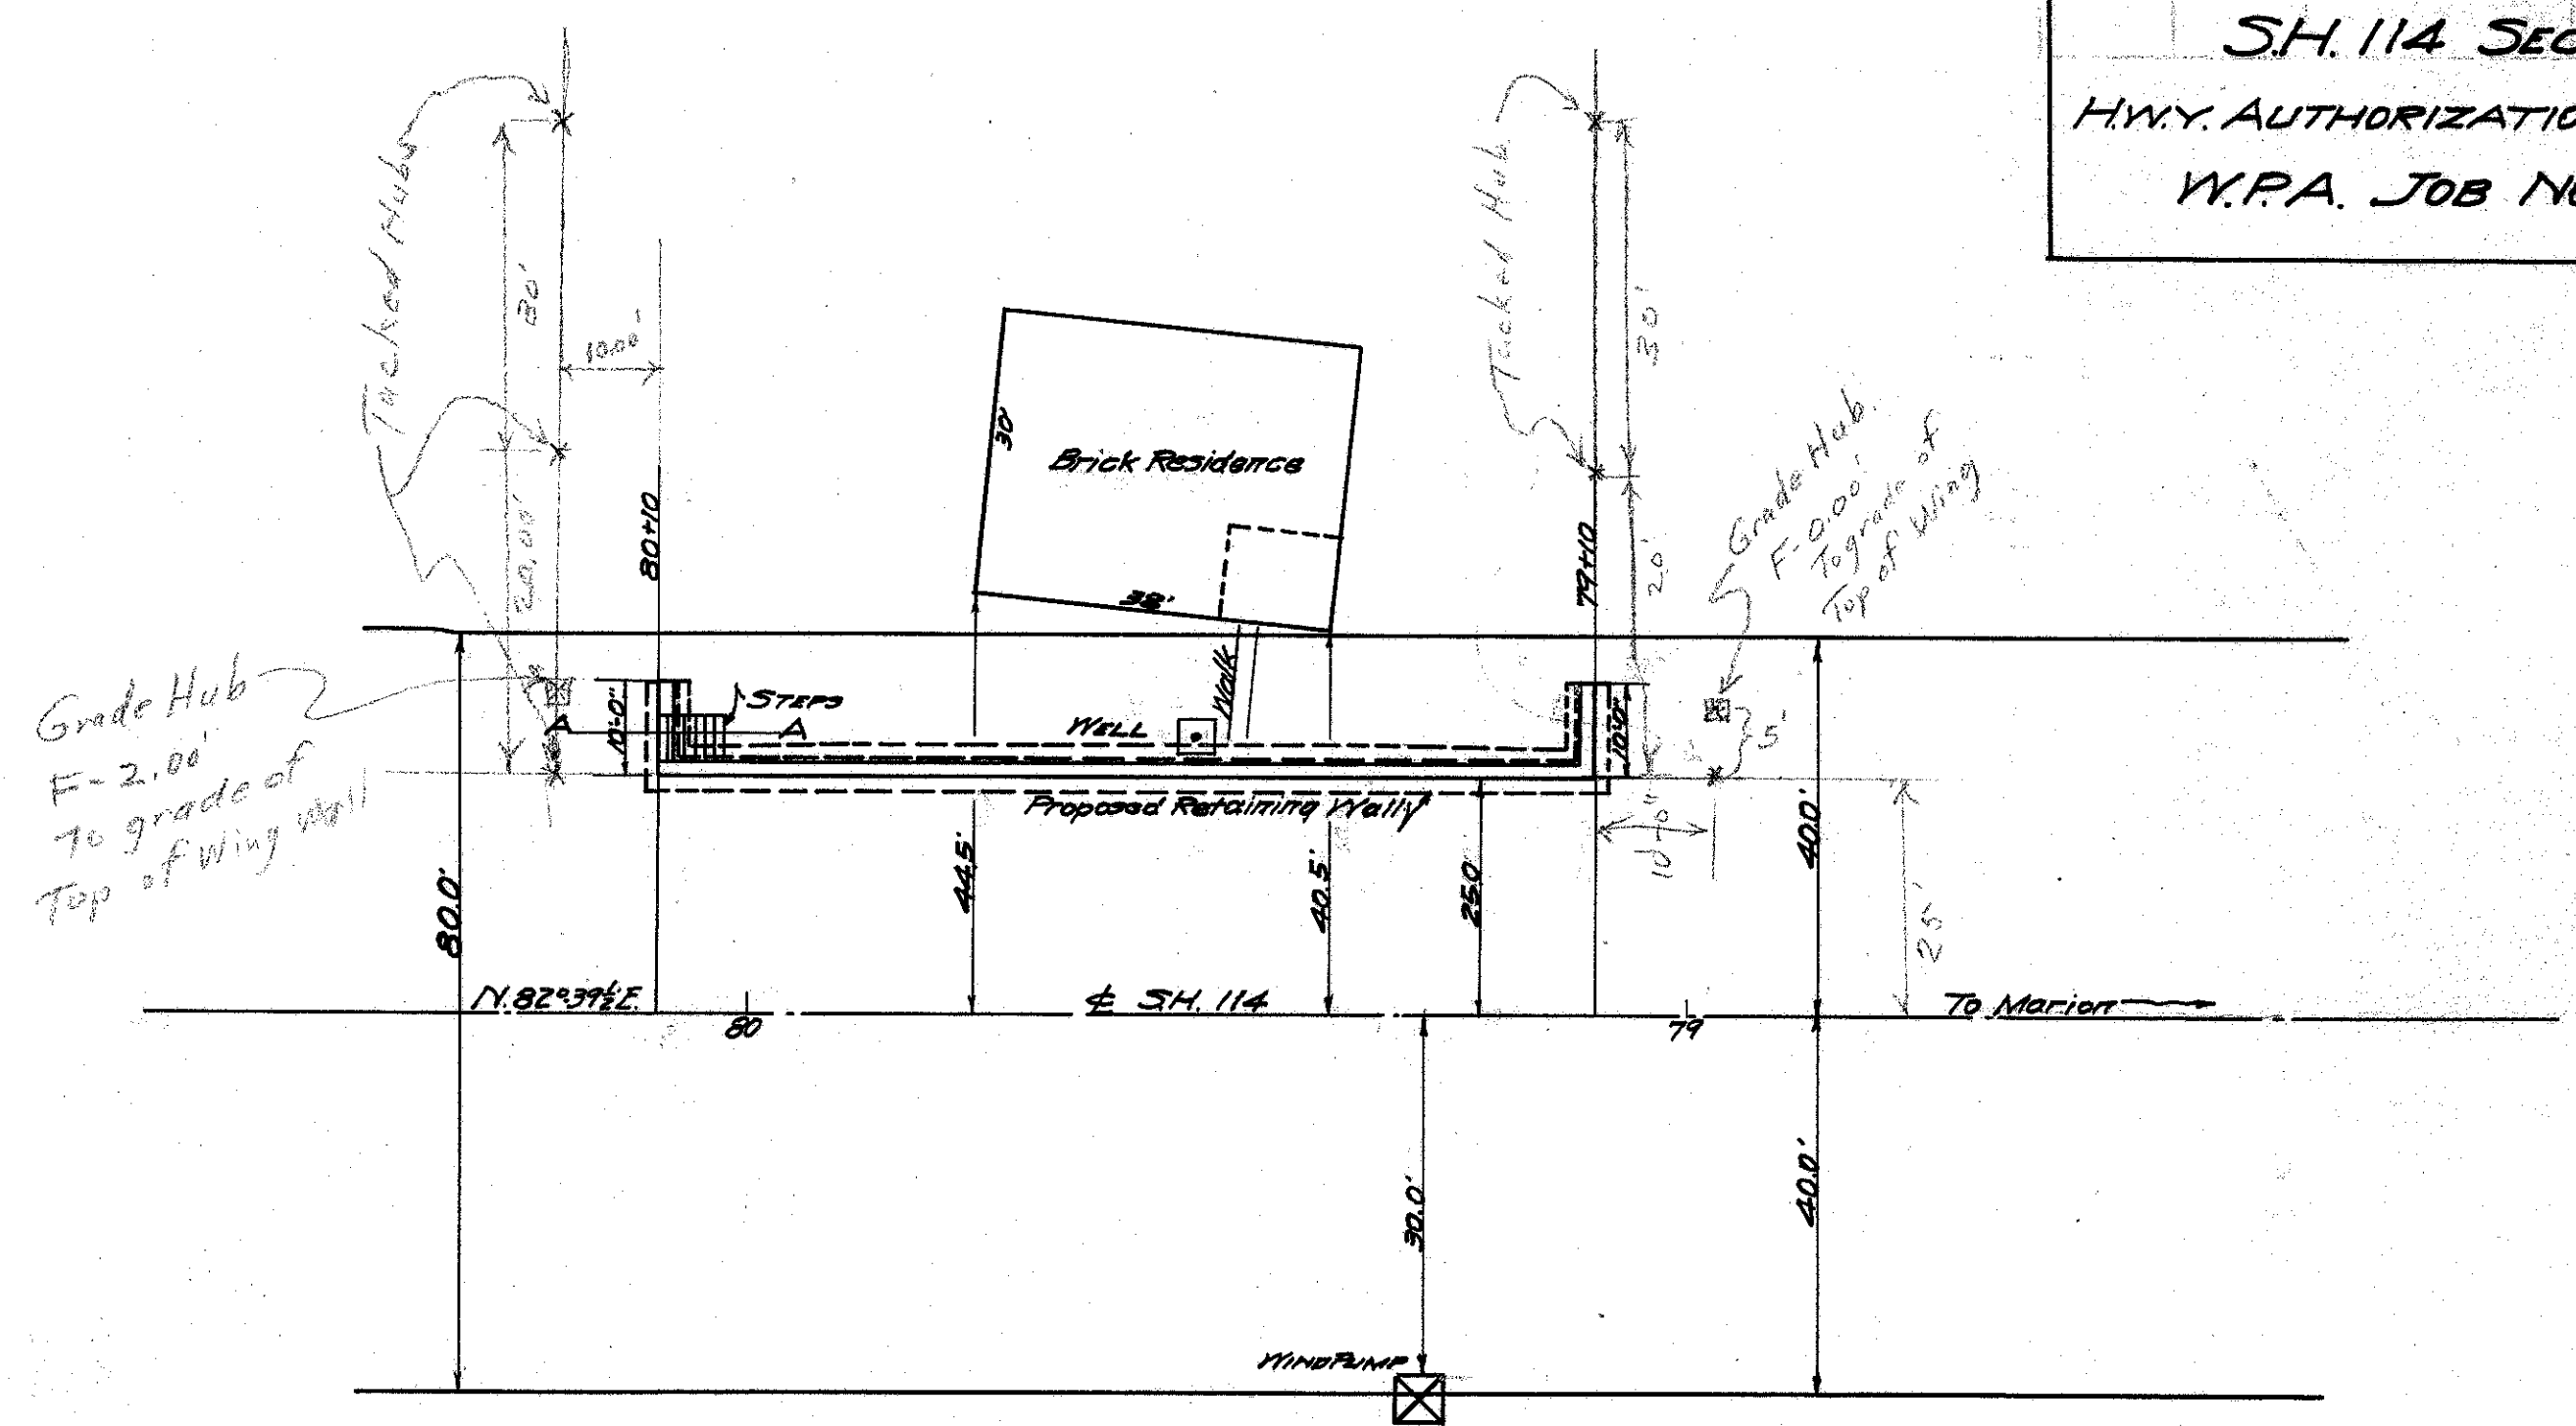 S.H. 114 SEC
H.W.Y. AUTHORIZATIO
W.P.A. JOB NO
Tacked Hubs
30'
10.00
20.00'
80+10
30'
Brick Residence
38'
Tacked Hub
30'
79+10
20'
Grade Hub.
F-0.00'
To grade of
Top of Wing
Grade Hub
F-2.00'
To grade of
Top of Wing Wall
A
A
10'-0"
STEPS
WELL
Walk
10'-0"
5'
Proposed Retaining Wall
10'-0"
80.0'
44.5'
40.5'
25.0'
40.0'
25'
N.82°39½'E.
80
℄ S.H. 114
79
To Marion
30.0'
40.0'
WINDPUMP